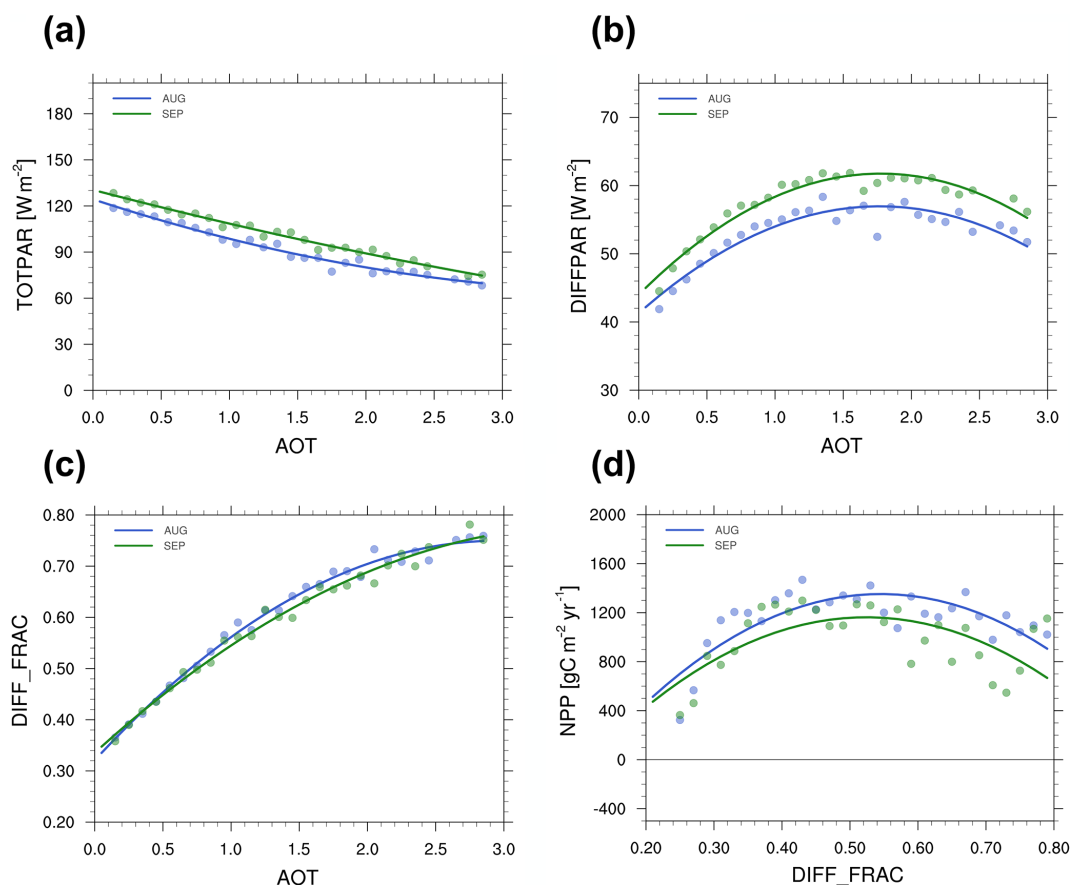 (a)
AUG
SEP
TOTPAR [W m⁻²]
180
150
120
90
60
30
0
0.0 0.5 1.0 1.5 2.0 2.5 3.0
AOT
(b)
AUG
SEP
DIFFPAR [W m⁻²]
70
60
50
40
30
0.0 0.5 1.0 1.5 2.0 2.5 3.0
AOT
(c)
AUG
SEP
DIFF_FRAC
0.80
0.70
0.60
0.50
0.40
0.30
0.20
0.0 0.5 1.0 1.5 2.0 2.5 3.0
AOT
(d)
AUG
SEP
NPP [gC m⁻² yr⁻¹]
2000
1600
1200
800
400
0
-400
0.20 0.30 0.40 0.50 0.60 0.70 0.80
DIFF_FRAC